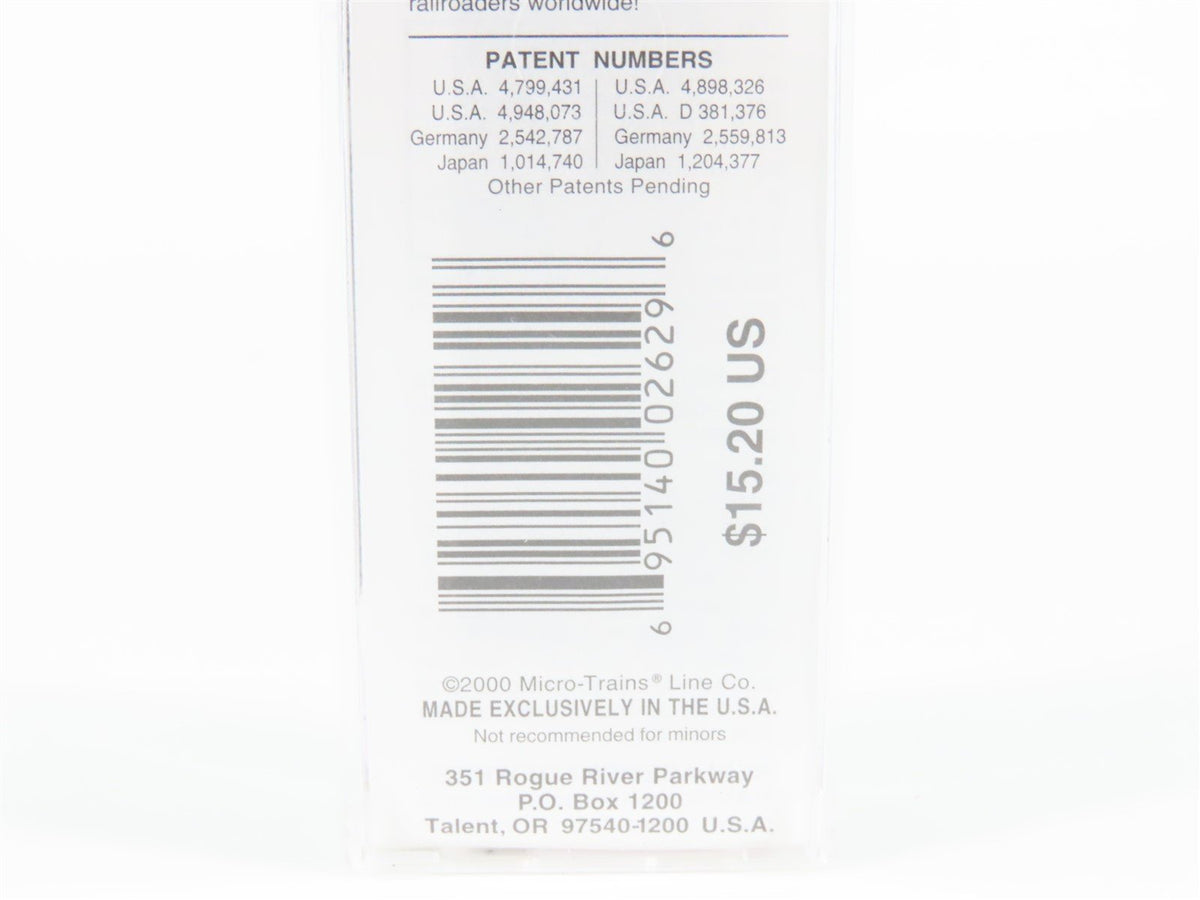 railroaders worldwide!
PATENT NUMBERS
U.S.A. 4,799,431 U.S.A. 4,898,326
U.S.A. 4,948,073 U.S.A. D 381,376
Germany 2,542,787 Germany 2,559,813
Japan 1,014,740 Japan 1,204,377
Other Patents Pending
6 95140 02629 6
$15.20 US
©2000 Micro-Trains® Line Co.
MADE EXCLUSIVELY IN THE U.S.A.
Not recommended for minors
351 Rogue River Parkway
P.O. Box 1200
Talent, OR 97540-1200 U.S.A.